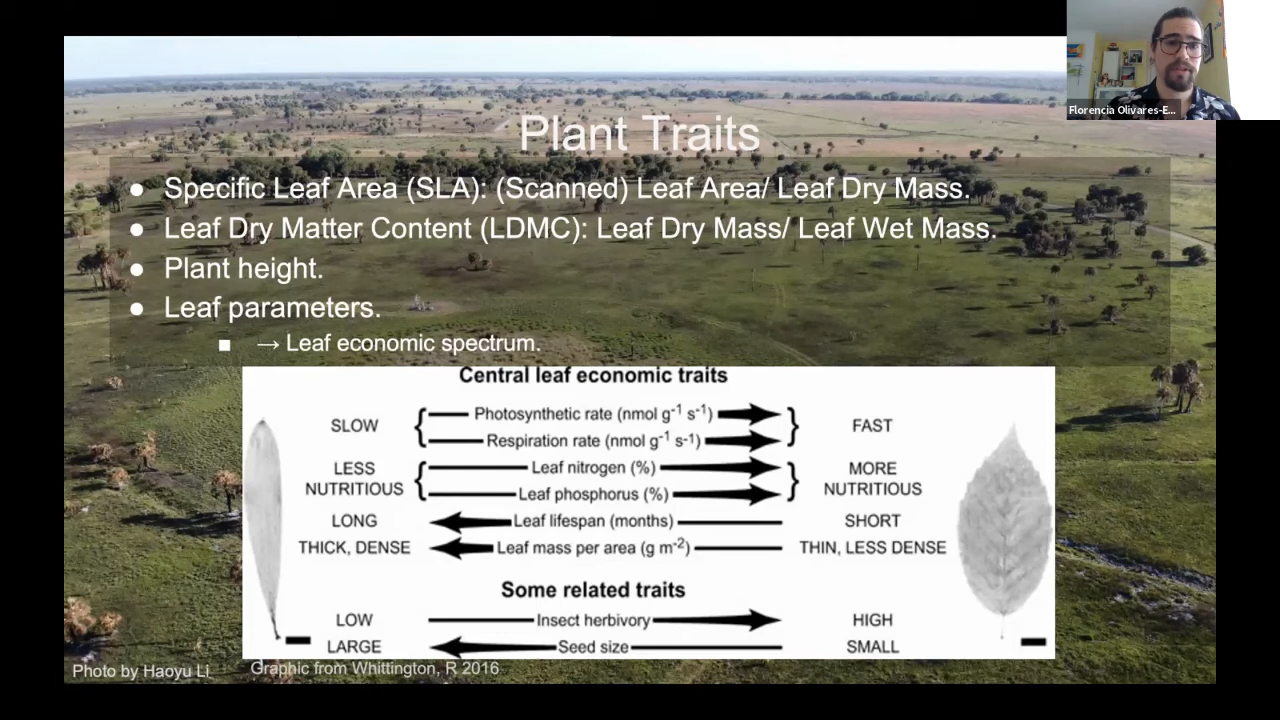 Florencia Olivares-E...
Plant Traits
● Specific Leaf Area (SLA): (Scanned) Leaf Area/ Leaf Dry Mass.
● Leaf Dry Matter Content (LDMC): Leaf Dry Mass/ Leaf Wet Mass.
● Plant height.
● Leaf parameters.
■ → Leaf economic spectrum.
Central leaf economic traits
SLOW { Photosynthetic rate (nmol g⁻¹ s⁻¹) } FAST
Respiration rate (nmol g⁻¹ s⁻¹)
LESS { Leaf nitrogen (%) } MORE
NUTRITIOUS Leaf phosphorus (%) NUTRITIOUS
LONG Leaf lifespan (months) SHORT
THICK, DENSE Leaf mass per area (g m⁻²) THIN, LESS DENSE
Some related traits
LOW Insect herbivory HIGH
LARGE Seed size SMALL
Photo by Haoyu Li. Graphic from Whittington, R 2016